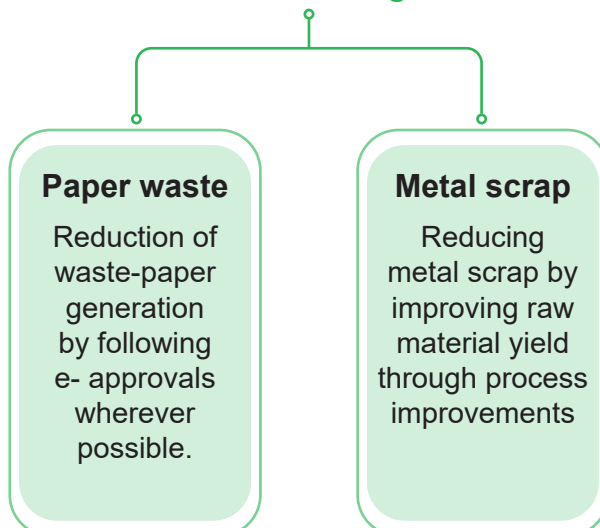 Paper waste
Reduction of
waste-paper
generation
by following
e- approvals
wherever
possible.
Metal scrap
Reducing
metal scrap by
improving raw
material yield
through process
improvements